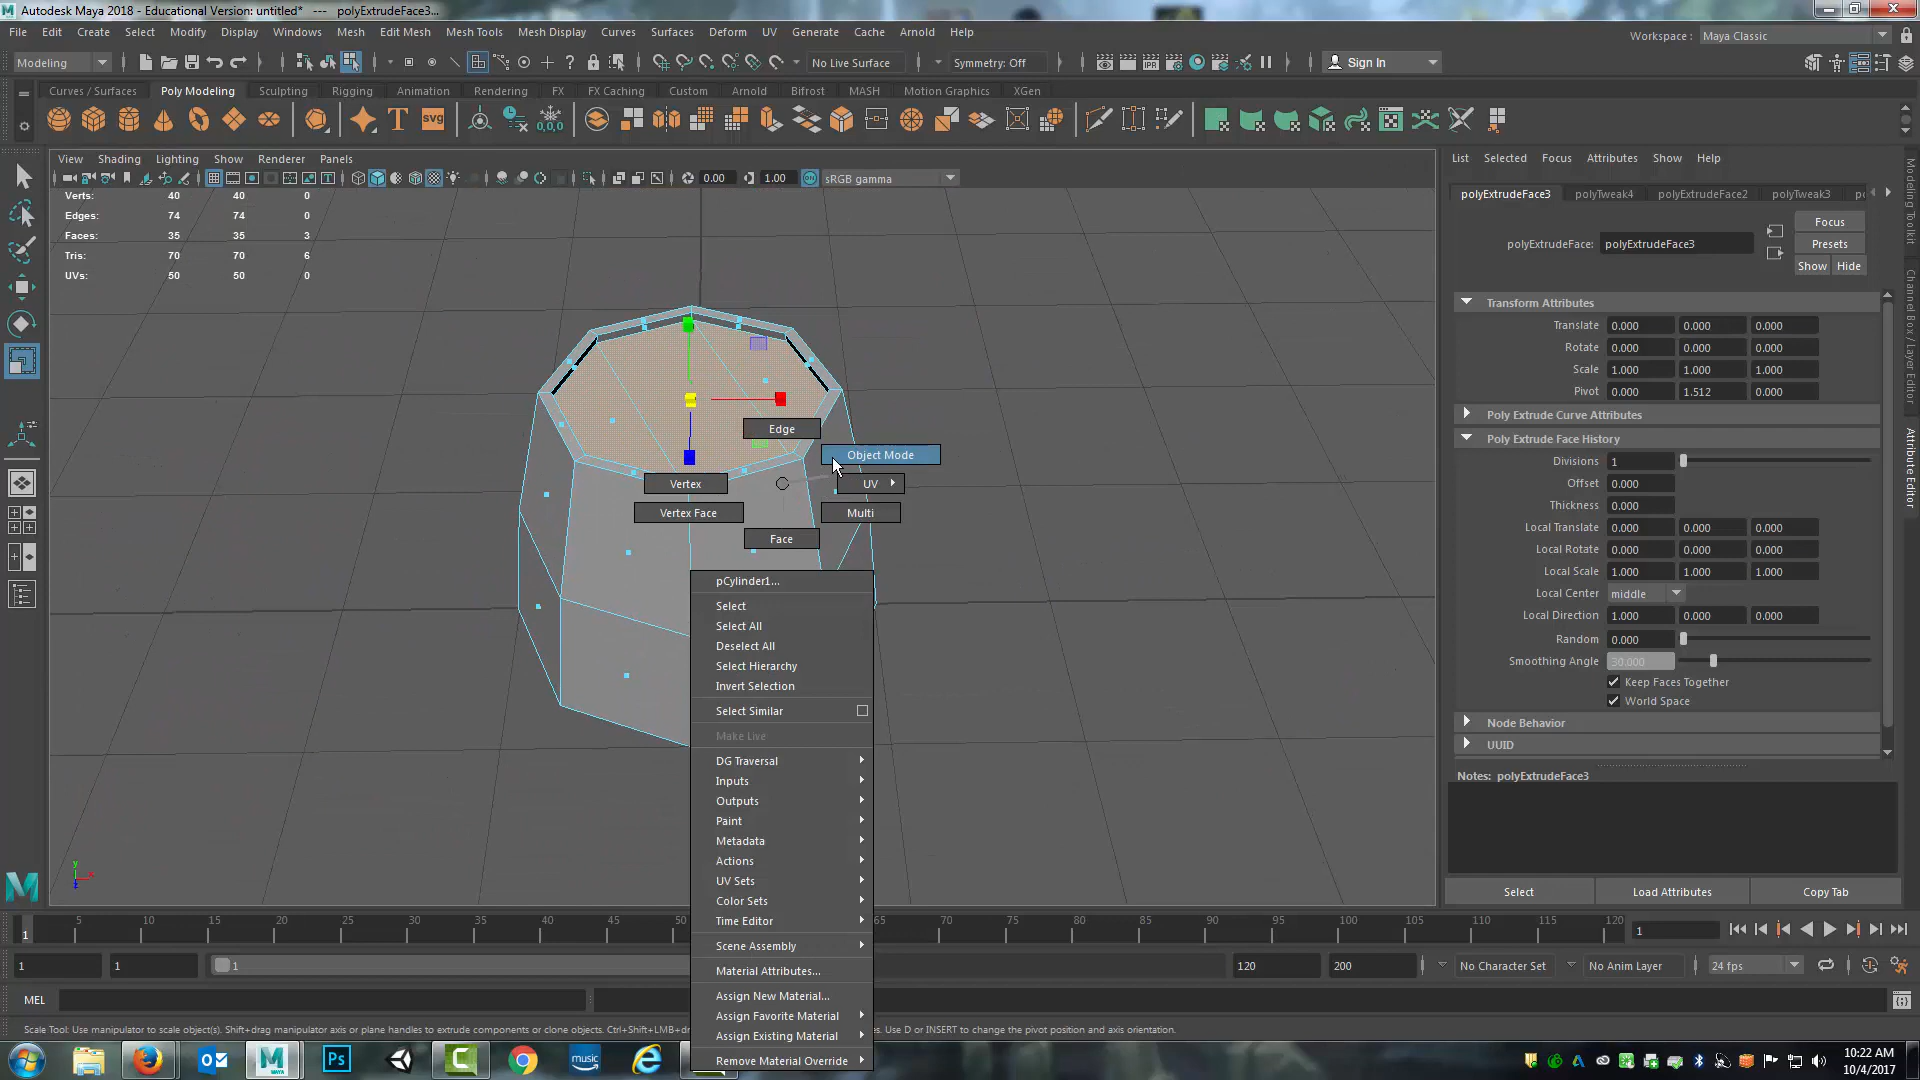 Autodesk Maya 2018 - Educational Version: untitled* --- polyExtrudeFace3...
File Edit Create Select Modify Display Windows Mesh Edit Mesh Mesh Tools Mesh Display Curves Surfaces Deform UV Generate Cache Arnold Help
Workspace : Maya Classic
Modeling No Live Surface Symmetry: Off Sign In
Curves / Surfaces Poly Modeling Sculpting Rigging Animation Rendering FX FX Caching Custom Arnold Bifrost MASH Motion Graphics XGen
View Shading Lighting Show Renderer Panels
0.00 1.00 sRGB gamma
Verts: 40 40 0
Edges: 74 74 0
Faces: 35 35 3
Tris: 70 70 6
UVs: 50 50 0
Edge
Object Mode
Vertex
UV
Vertex Face
Multi
Face
pCylinder1...
Select
Select All
Deselect All
Select Hierarchy
Invert Selection
Select Similar
Make Live
DG Traversal
Inputs
Outputs
Paint
Metadata
Actions
UV Sets
Color Sets
Time Editor
Scene Assembly
Material Attributes...
Assign New Material...
Assign Favorite Material
Assign Existing Material
Remove Material Override
List Selected Focus Attributes Show Help
polyExtrudeFace3 polyTweak4 polyExtrudeFace2 polyTweak3
Focus
polyExtrudeFace: polyExtrudeFace3 Presets
Show Hide
Transform Attributes
Translate 0.000 0.000 0.000
Rotate 0.000 0.000 0.000
Scale 1.000 1.000 1.000
Pivot 0.000 1.512 0.000
Poly Extrude Curve Attributes
Poly Extrude Face History
Divisions 1
Offset 0.000
Thickness 0.000
Local Translate 0.000 0.000 0.000
Local Rotate 0.000 0.000 0.000
Local Scale 1.000 1.000 1.000
Local Center middle
Local Direction 1.000 0.000 0.000
Random 0.000
Smoothing Angle 30.000
Keep Faces Together
World Space
Node Behavior
UUID
Notes: polyExtrudeFace3
Select Load Attributes Copy Tab
Modeling Toolkit
Channel Box / Layer Editor
Attribute Editor
y
x
z
1 5 10 15 20 25 30 35 40 45 50 65 70 75 80 85 90 95 100 105 110 115 120 1
1 1 1 120 200 No Character Set No Anim Layer 24 fps
MEL
Scale Tool: Use manipulator to scale object(s). Shift+drag manipulator axis or plane handles to extrude components or clone objects. Ctrl+Shift+LMB+dra
es. Use D or INSERT to change the pivot position and axis orientation.
Ps
music
10:22 AM
10/4/2017